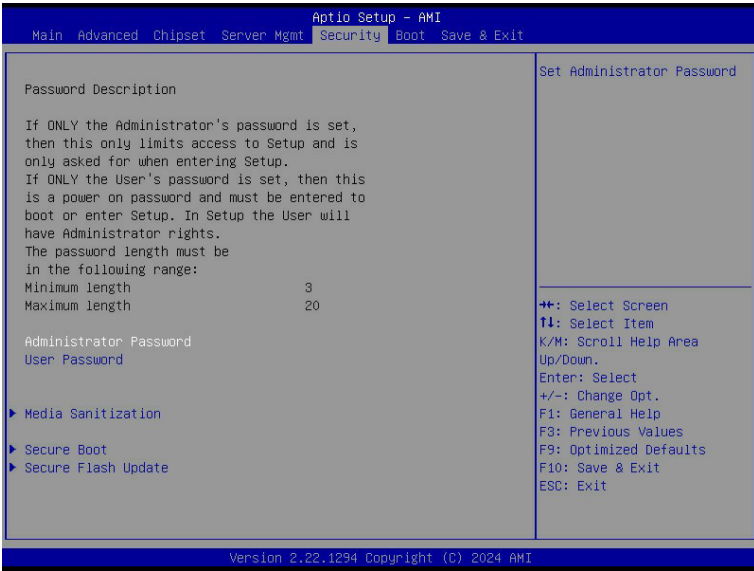 Aptio Setup – AMI
Main Advanced Chipset Server Mgmt Security Boot Save & Exit
Password Description
If ONLY the Administrator's password is set,
then this only limits access to Setup and is
only asked for when entering Setup.
If ONLY the User's password is set, then this
is a power on password and must be entered to
boot or enter Setup. In Setup the User will
have Administrator rights.
The password length must be
in the following range:
Minimum length 3
Maximum length 20
Administrator Password
User Password
Media Sanitization
Secure Boot
Secure Flash Update
Set Administrator Password
→←: Select Screen
↑↓: Select Item
K/M: Scroll Help Area
Up/Down.
Enter: Select
+/-: Change Opt.
F1: General Help
F3: Previous Values
F9: Optimized Defaults
F10: Save & Exit
ESC: Exit
Version 2.22.1294 Copyright (C) 2024 AMI